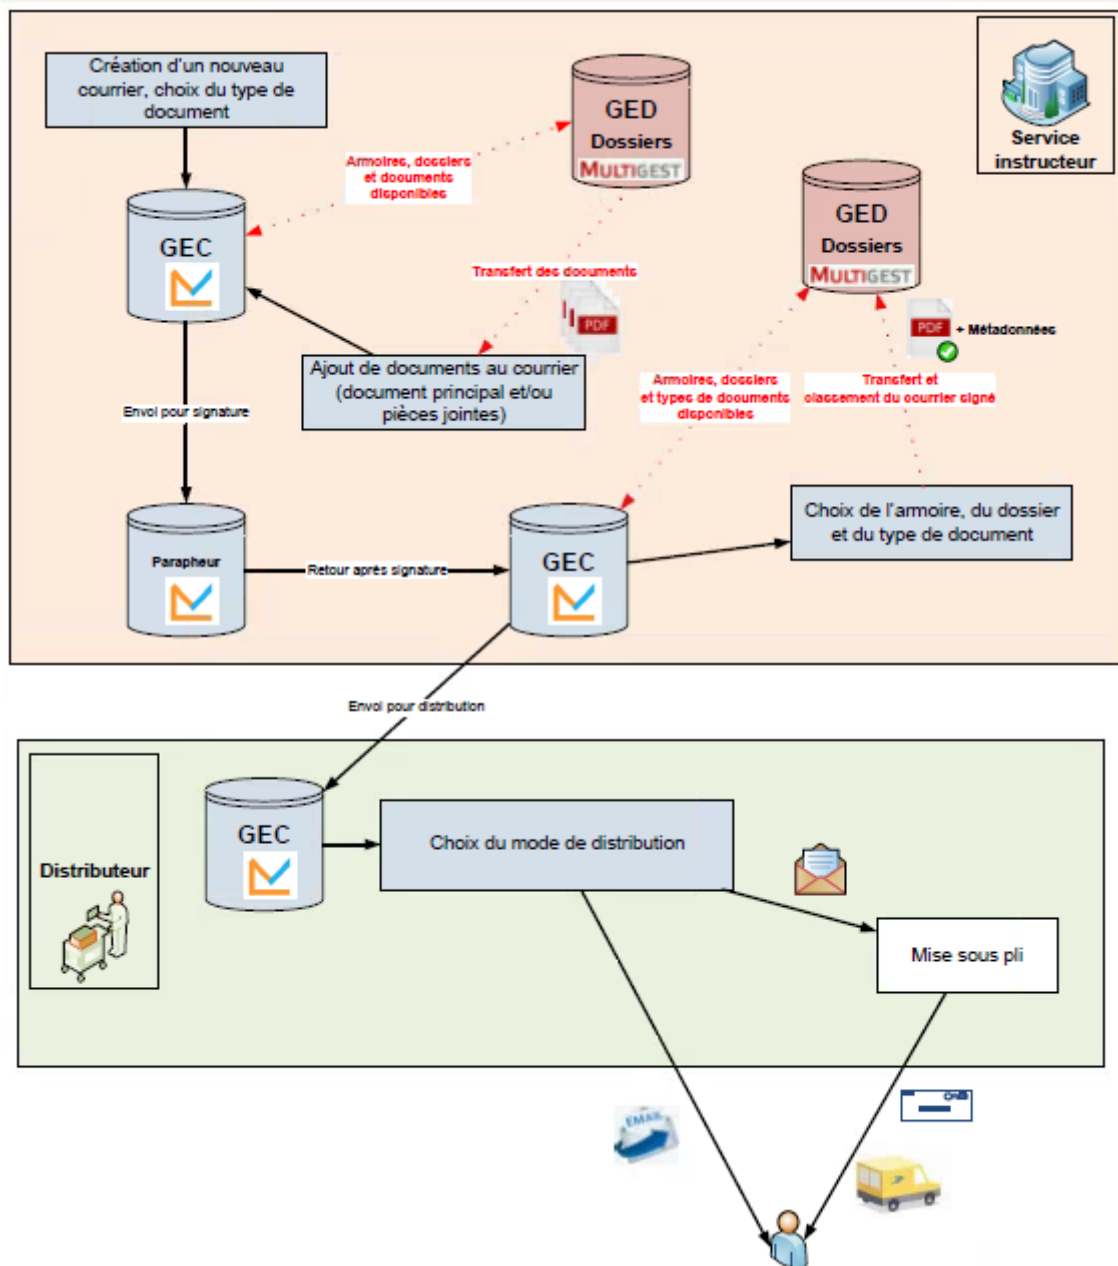 Création d'un nouveau
courrier, choix du type de
document
GED
Dossiers
MULTIGEST
Service
instructeur
Armoires, dossiers
et documents
disponibles
GEC
GED
Dossiers
MULTIGEST
Transfert des documents
PDF
PDF
+ Métadonnées
Ajout de documents au courrier
(document principal et/ou
pièces jointes)
Armoires, dossiers
et types de documents
disponibles
Transfert et
classement du courrier signé
Envoi pour signature
Choix de l'armoire, du dossier
et du type de document
Parapheur
Retour après signature
GEC
Envoi pour distribution
GEC
Choix du mode de distribution
Distributeur
Mise sous pli
EMAIL